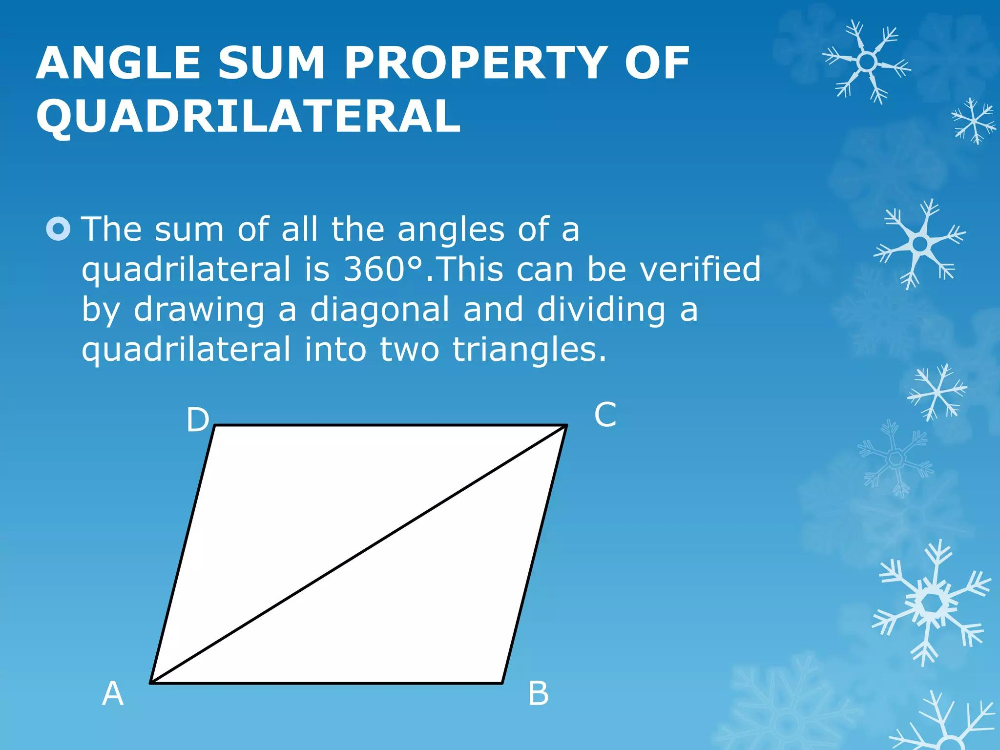 ANGLE SUM PROPERTY OF
QUADRILATERAL
The sum of all the angles of a
quadrilateral is 360°.This can be verified
by drawing a diagonal and dividing a
quadrilateral into two triangles.
D C
A B